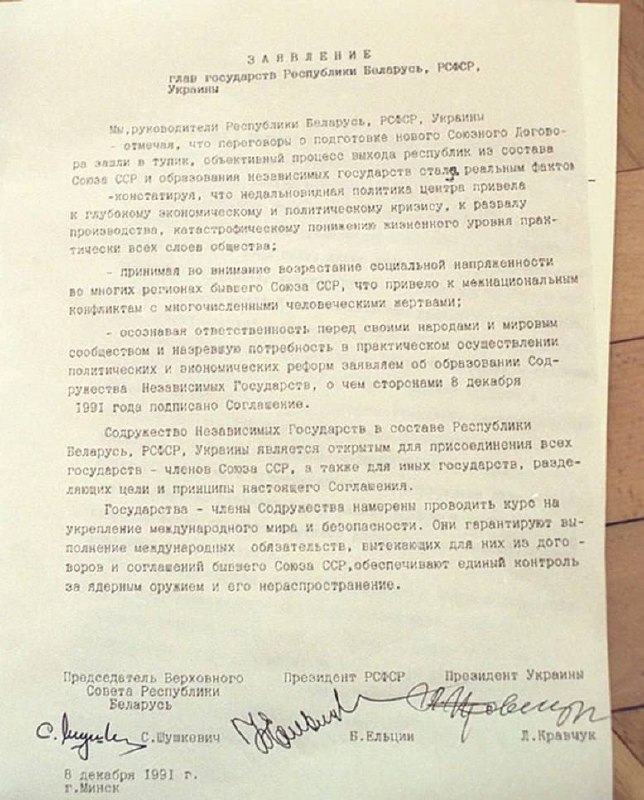 ЗАЯВЛЕНИЕ
глав государств Республики Беларусь, РСФСР,
Украины
Мы,руководители Республики Беларусь, РСФСР, Украины
- отмечая, что переговоры о подготовке нового Союзного Догово-
ра зашли в тупик, объективный процесс выхода республик из состава
Союза ССР и образования независимых государств стал реальным фактом
-констатируя, что недальновидная политика центра привела
к глубокому экономическому и политическому кризису, к развалу
производства, катастрофическому понижению жизненного уровня прак-
тически всех слоев общества;
- принимая во внимание возрастание социальной напряженности
во многих регионах бывшего Союза ССР, что привело к межнациональным
конфликтам с многочисленными человеческими жертвами;
- осознавая ответственность перед своими народами и мировым
сообществом и назревшую потребность в практическом осуществлении
политических и экономических реформ заявляем об образовании Сод-
ружества Независимых Государств, о чем сторонами 8 декабря
1991 года подписано Соглашение.
Содружество Независимых Государств в составе Республики
Беларусь, РСФСР, Украины является открытым для присоединения всех
государств - членов Союза ССР, а также для иных государств, разде-
ляющих цели и принципы настоящего Соглашения.
Государства - члены Содружества намерены проводить курс на
укрепление международного мира и безопасности. Они гарантируют вы-
полнение международных обязательств, вытекающих для них из дого -
воров и соглашений бывшего Союза ССР,обеспечивают единый контроль
за ядерным оружием и его нераспространение.
Председатель Верховного Президент РСФСР Президент Украины
Совета Республики
Беларусь
С.Шушкевич Б.Ельцин Л.Кравчук
8 декабря 1991 г.
г.Минск